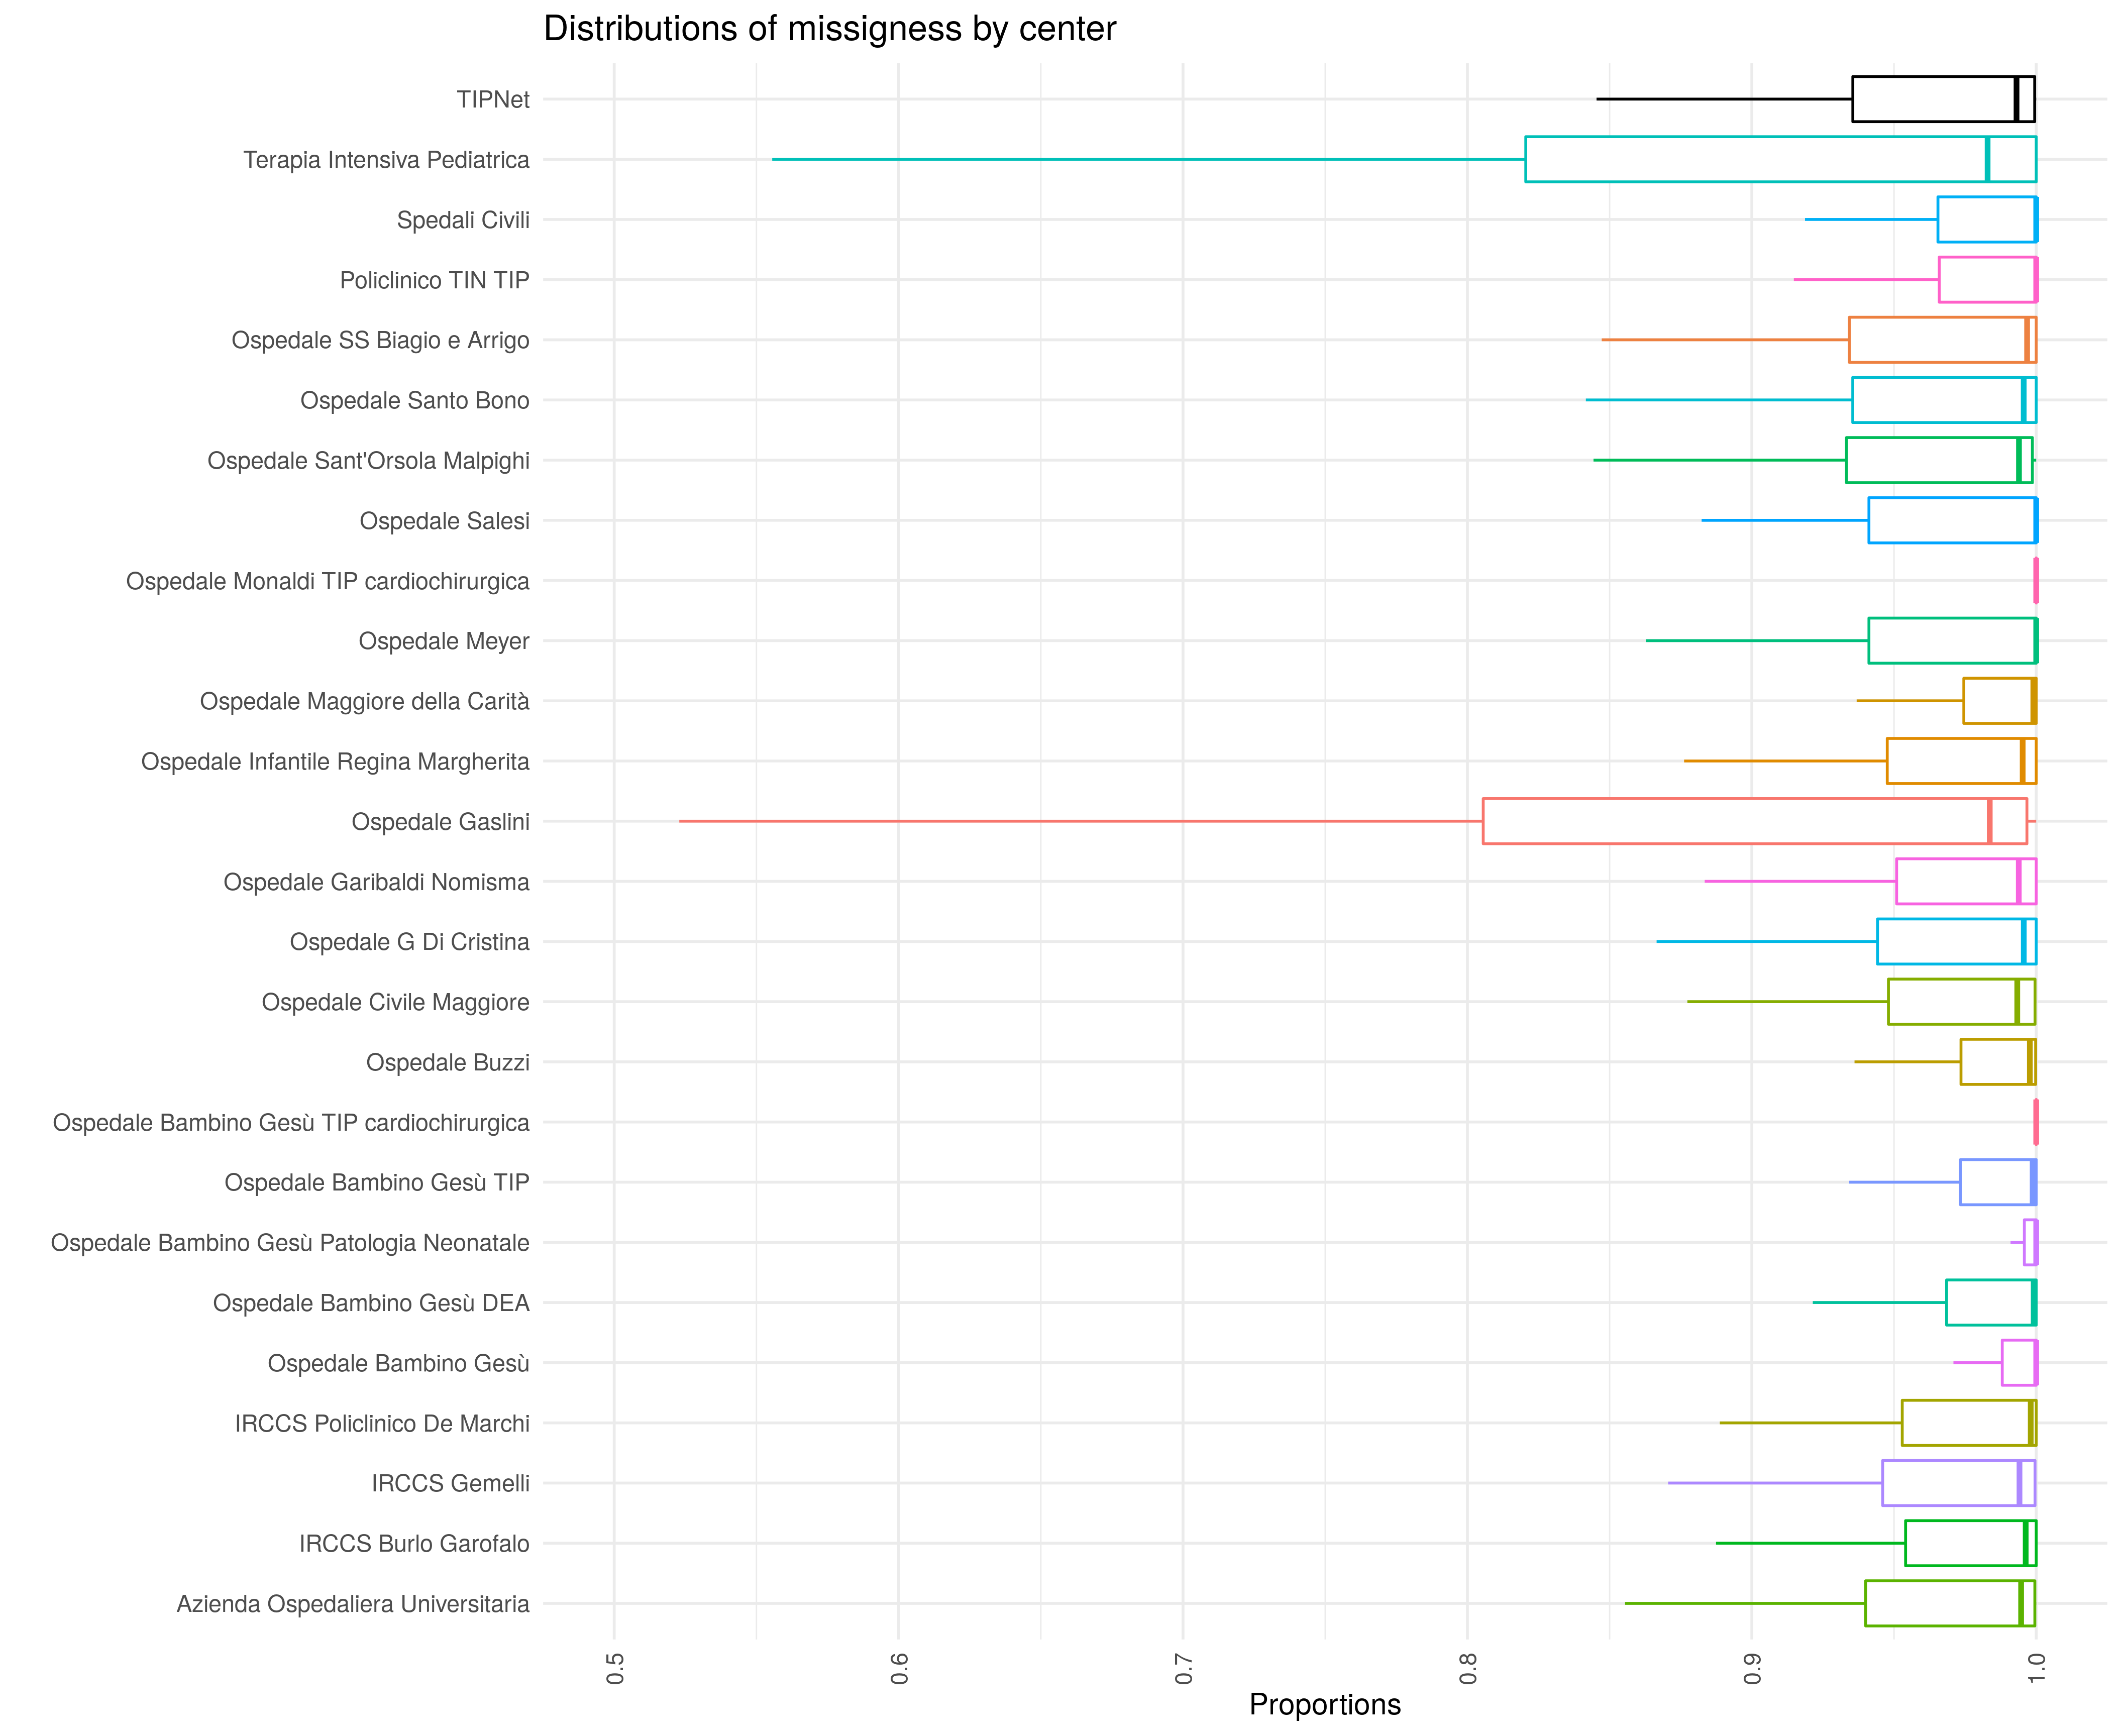 Distributions of missigness by center
TIPNet
Terapia Intensiva Pediatrica
Spedali Civili
Policlinico TIN TIP
Ospedale SS Biagio e Arrigo
Ospedale Santo Bono
Ospedale Sant'Orsola Malpighi
Ospedale Salesi
Ospedale Monaldi TIP cardiochirurgica
Ospedale Meyer
Ospedale Maggiore della Carità
Ospedale Infantile Regina Margherita
Ospedale Gaslini
Ospedale Garibaldi Nomisma
Ospedale G Di Cristina
Ospedale Civile Maggiore
Ospedale Buzzi
Ospedale Bambino Gesù TIP cardiochirurgica
Ospedale Bambino Gesù TIP
Ospedale Bambino Gesù Patologia Neonatale
Ospedale Bambino Gesù DEA
Ospedale Bambino Gesù
IRCCS Policlinico De Marchi
IRCCS Gemelli
IRCCS Burlo Garofalo
Azienda Ospedaliera Universitaria
0.5 0.6 0.7 0.8 0.9 1.0
Proportions